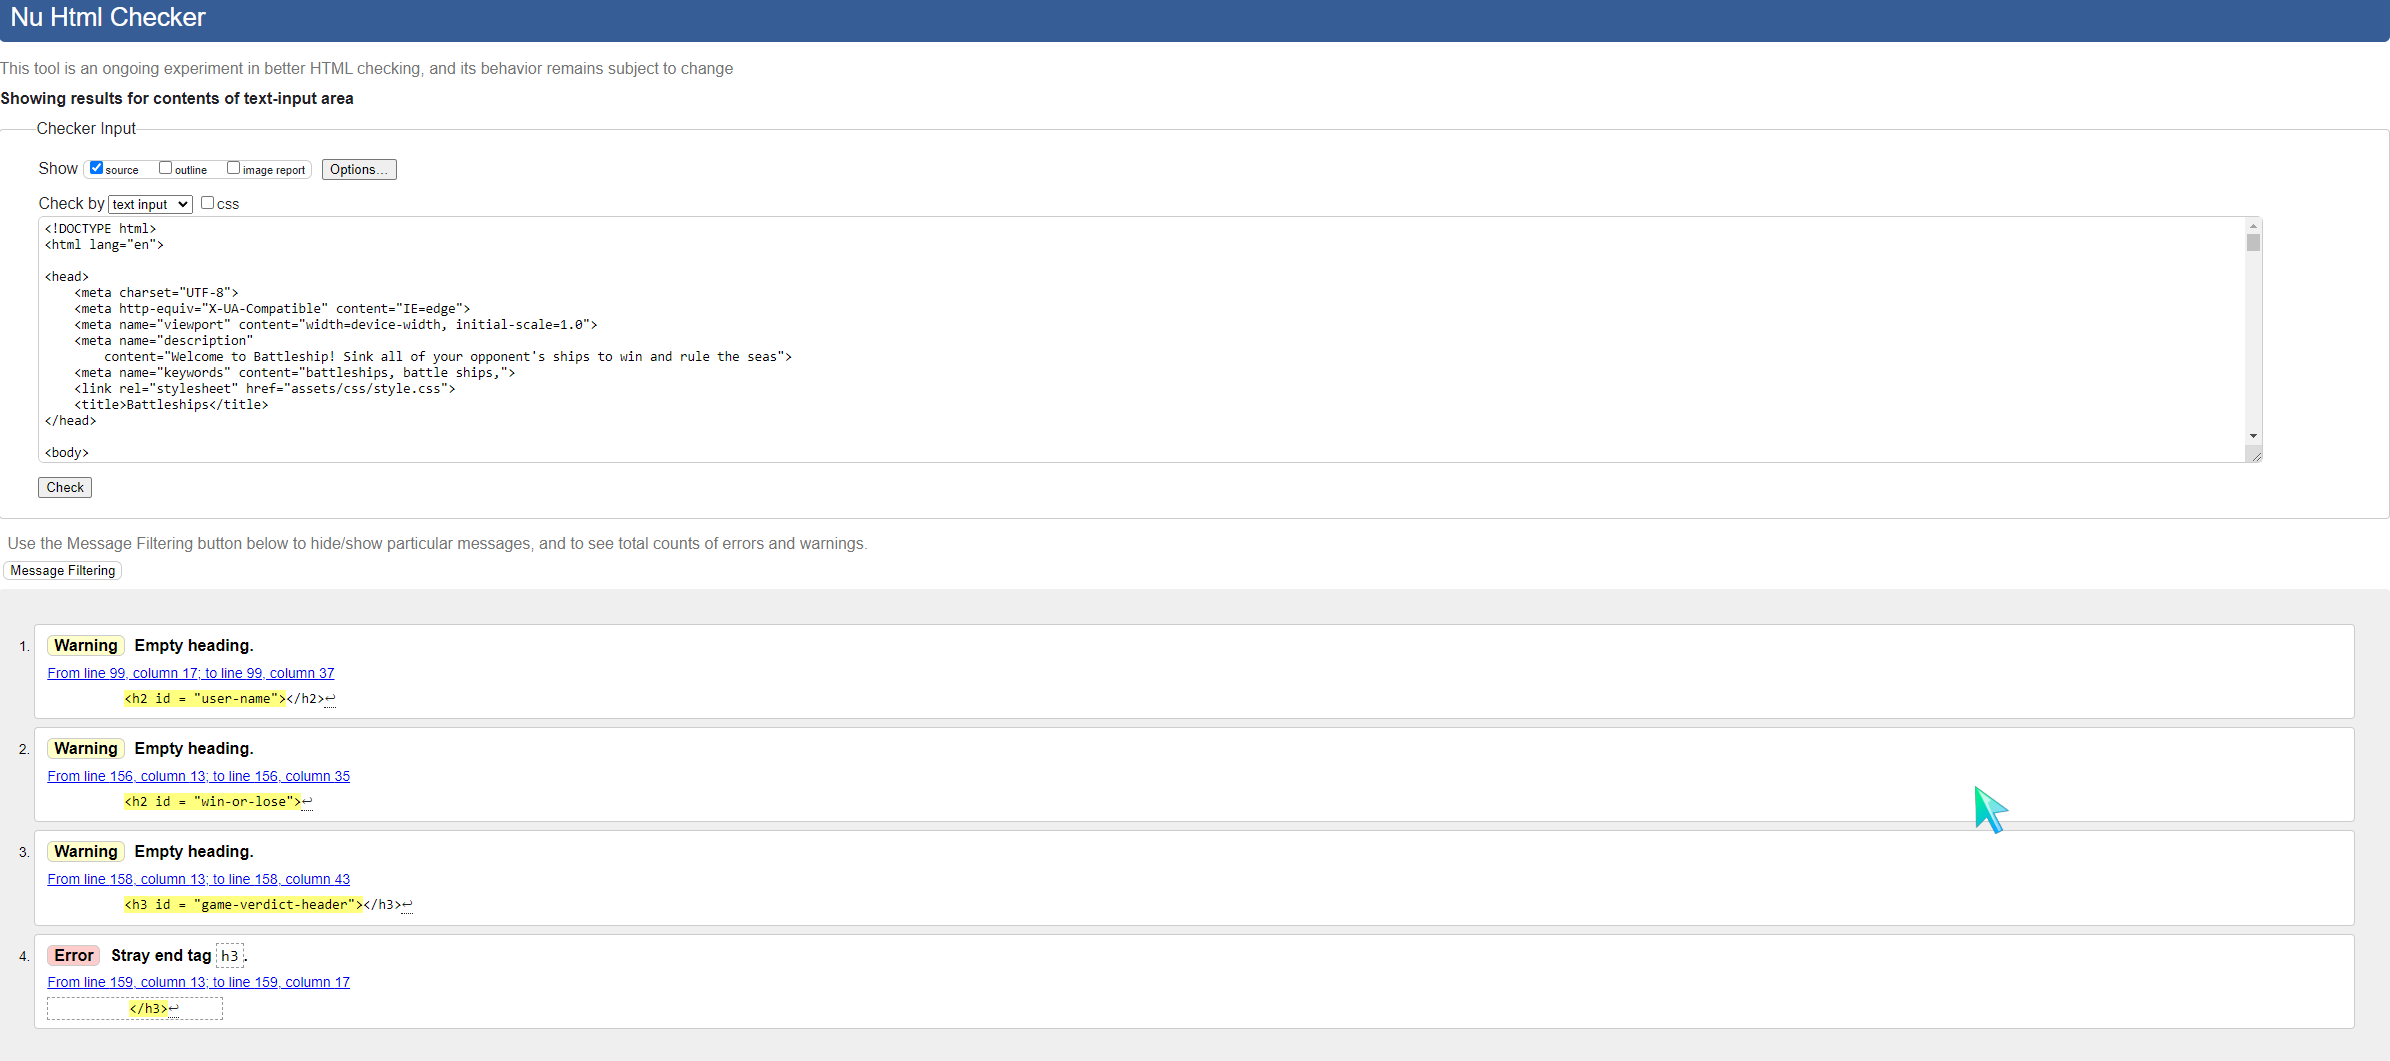 Nu Html Checker
This tool is an ongoing experiment in better HTML checking, and its behavior remains subject to change
Showing results for contents of text-input area
Checker Input
Show source outline image report Options...
Check by text input css
<!DOCTYPE html>
<html lang="en">
<head>
    <meta charset="UTF-8">
    <meta http-equiv="X-UA-Compatible" content="IE=edge">
    <meta name="viewport" content="width=device-width, initial-scale=1.0">
    <meta name="description"
        content="Welcome to Battleship! Sink all of your opponent's ships to win and rule the seas">
    <meta name="keywords" content="battleships, battle ships,">
    <link rel="stylesheet" href="assets/css/style.css">
    <title>Battleships</title>
</head>
<body>
Check
Use the Message Filtering button below to hide/show particular messages, and to see total counts of errors and warnings.
Message Filtering
1. Warning Empty heading.
From line 99, column 17; to line 99, column 37
<h2 id = "user-name"></h2>↩
2. Warning Empty heading.
From line 156, column 13; to line 156, column 35
<h2 id = "win-or-lose">↩
3. Warning Empty heading.
From line 158, column 13; to line 158, column 43
<h3 id = "game-verdict-header"></h3>↩
4. Error Stray end tag h3.
From line 159, column 13; to line 159, column 17
</h3>↩